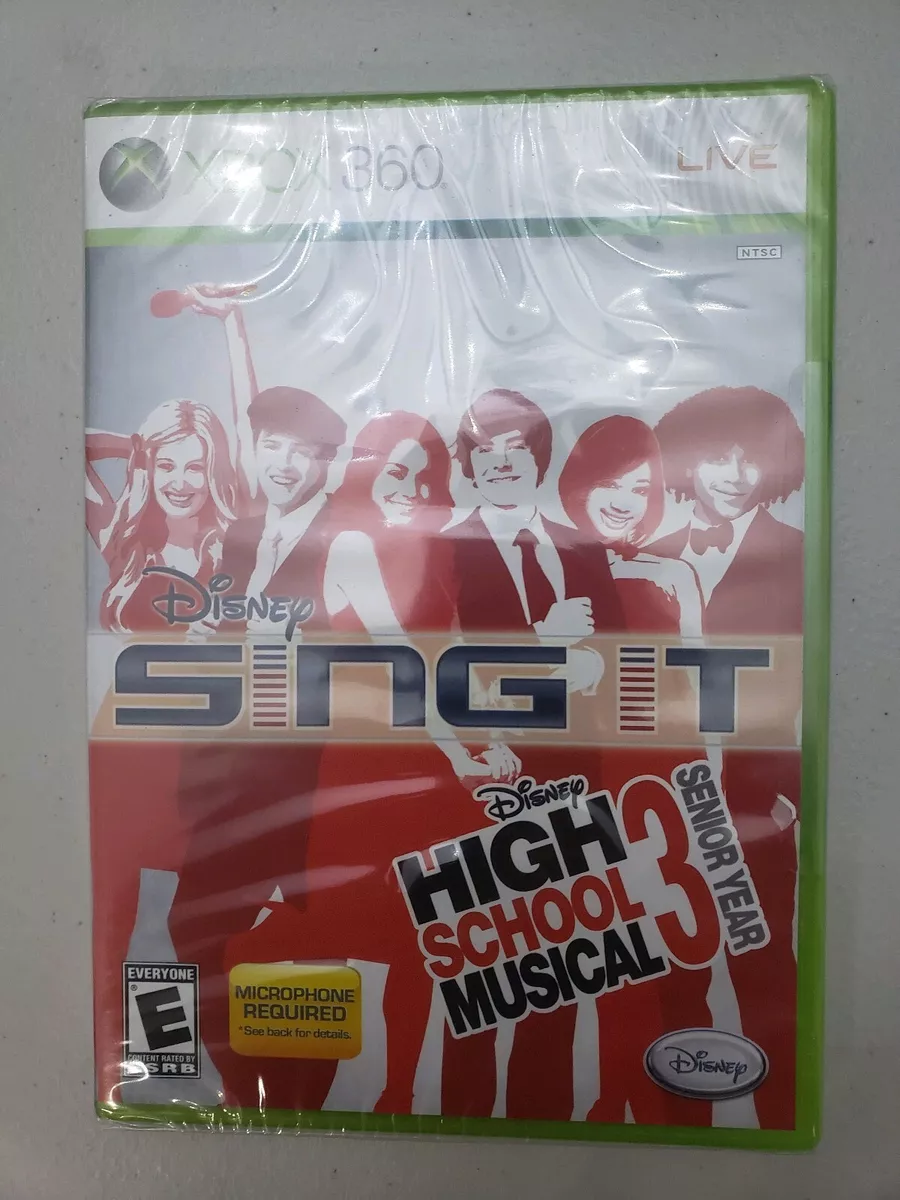 XBOX 360
LIVE
NTSC
Disney
SING IT
Disney
HIGH
SCHOOL
MUSICAL
3
SENIOR YEAR
EVERYONE
E
CONTENT RATED BY
ESRB
MICROPHONE
REQUIRED
*See back for details.
Disney